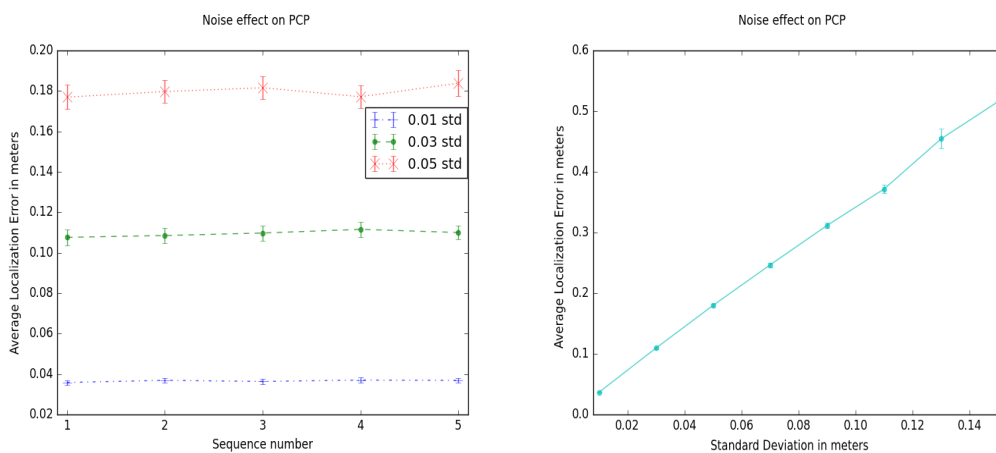 Noise effect on PCP
Average Localization Error in meters
0.20
0.18
0.16
0.14
0.12
0.10
0.08
0.06
0.04
0.02
0.01 std
0.03 std
0.05 std
1 2 3 4 5
Sequence number
Noise effect on PCP
Average Localization Error in meters
0.6
0.5
0.4
0.3
0.2
0.1
0.0
0.02 0.04 0.06 0.08 0.10 0.12 0.14
Standard Deviation in meters